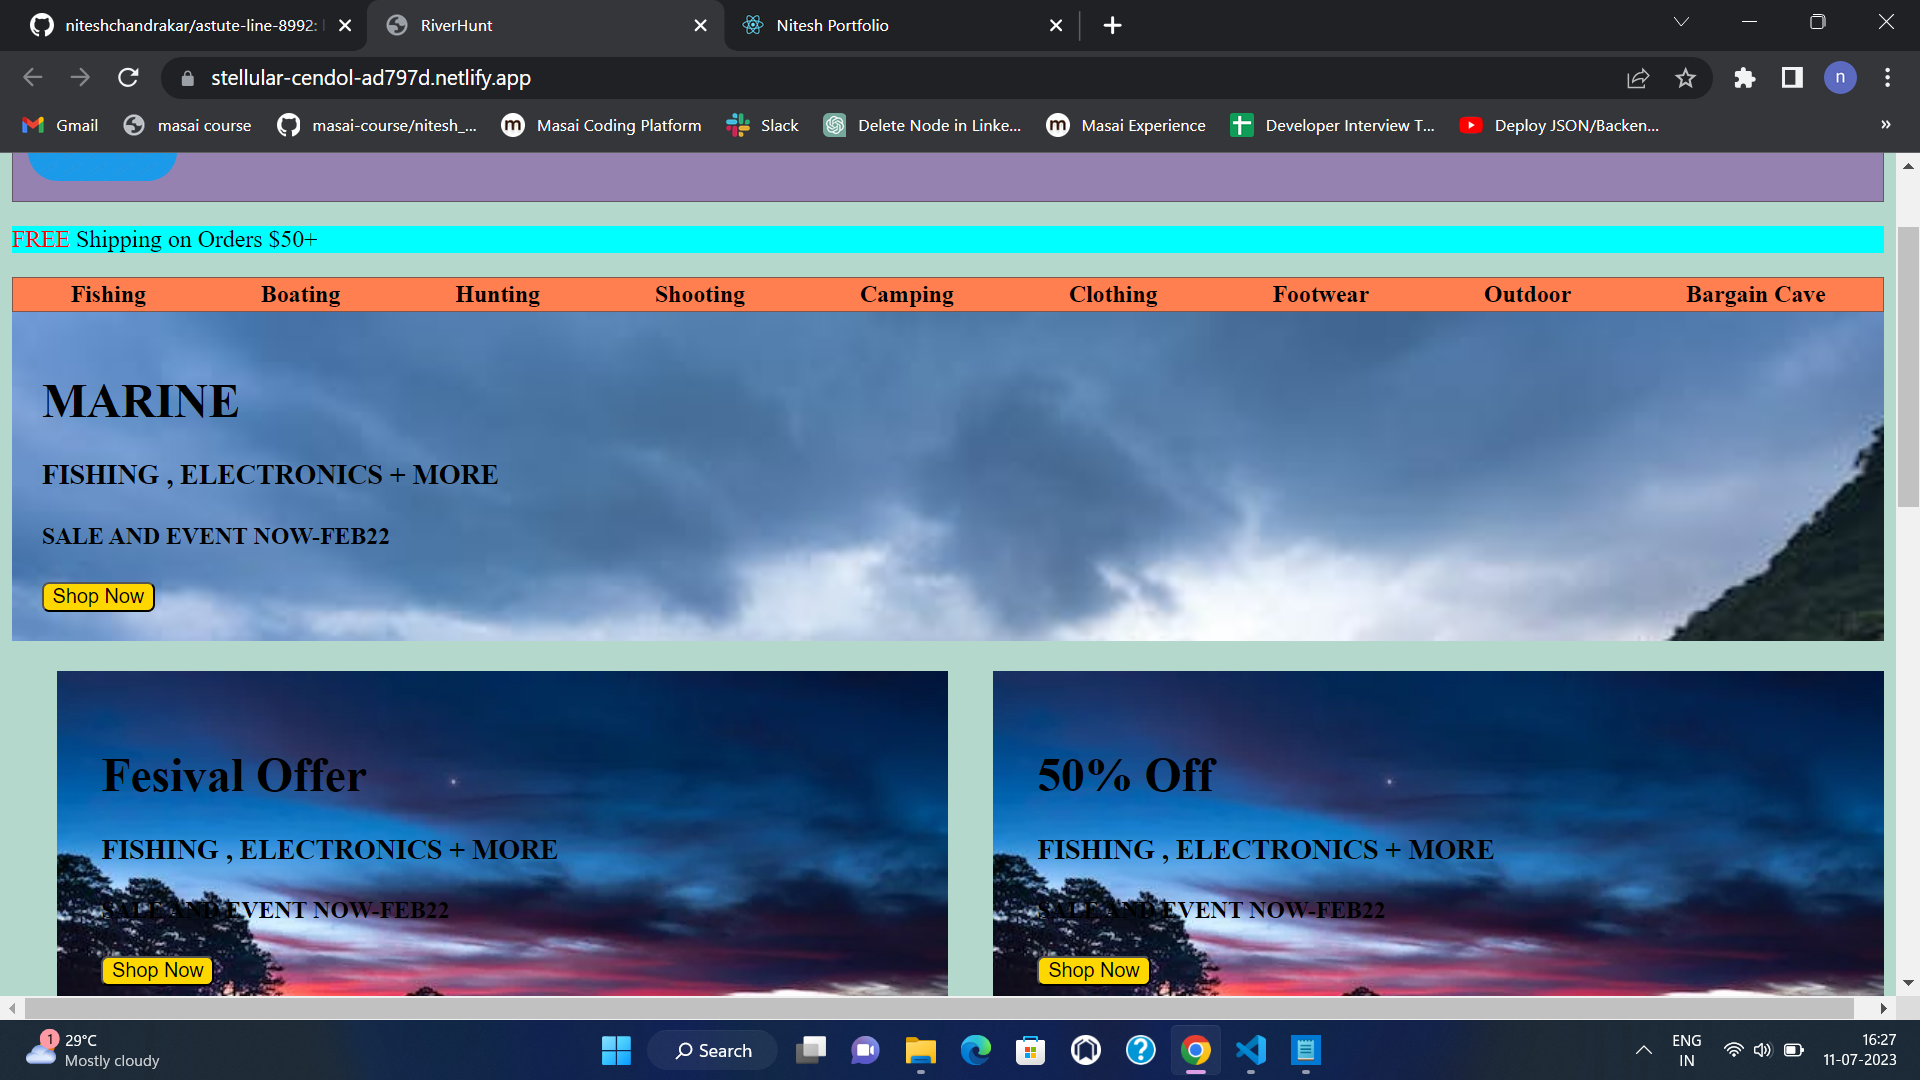 niteshchandrakar/astute-line-8992:
RiverHunt
Nitesh Portfolio
stellular-cendol-ad797d.netlify.app
n
Gmail
masai course
masai-course/nitesh_...
Masai Coding Platform
Slack
Delete Node in Linke...
Masai Experience
Developer Interview T...
Deploy JSON/Backen...
»
FREE Shipping on Orders $50+
Fishing Boating Hunting Shooting Camping Clothing Footwear Outdoor Bargain Cave
MARINE
FISHING , ELECTRONICS + MORE
SALE AND EVENT NOW-FEB22
Shop Now
Fesival Offer
FISHING , ELECTRONICS + MORE
SALE AND EVENT NOW-FEB22
Shop Now
50% Off
FISHING , ELECTRONICS + MORE
SALE AND EVENT NOW-FEB22
Shop Now
1
29°C
Mostly cloudy
Search
ENG
IN
16:27
11-07-2023